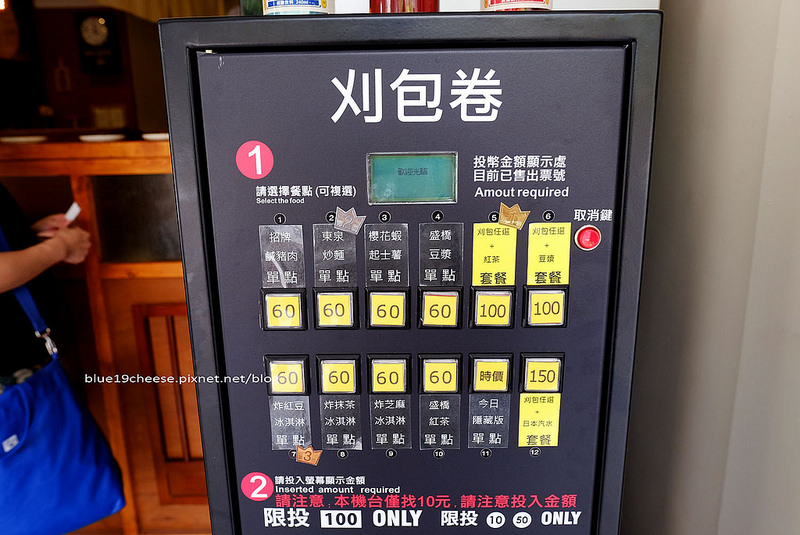 刈包卷
1
歡迎光臨
投幣金額顯示處
目前已售出票號
Amout required
請選擇餐點 (可複選)
Select the food
取消鍵
1 2 3 4 5 6
招牌
鹹豬肉
單點
東泉
炒麵
單點
櫻花蝦
起士薯
單點
盛橋
豆漿
單點
刈包任選
+
紅茶
套餐
刈包任選
+
豆漿
套餐
60 60 60 60 100 100
60 60 60 60 時價 150
炸紅豆
冰淇淋
單點
炸抹茶
冰淇淋
單點
炸芝麻
冰淇淋
單點
盛橋
紅茶
單點
今日
隱藏版
單點
刈包任選
+
日本汽水
套餐
7 8 9 10 11 12
3
blue19cheese.pixnet.net/blog
2
請投入螢幕顯示金額
Inserted amount required
請注意:本機台僅找10元,請注意投入金額
限投 100 ONLY 限投 10 50 ONLY